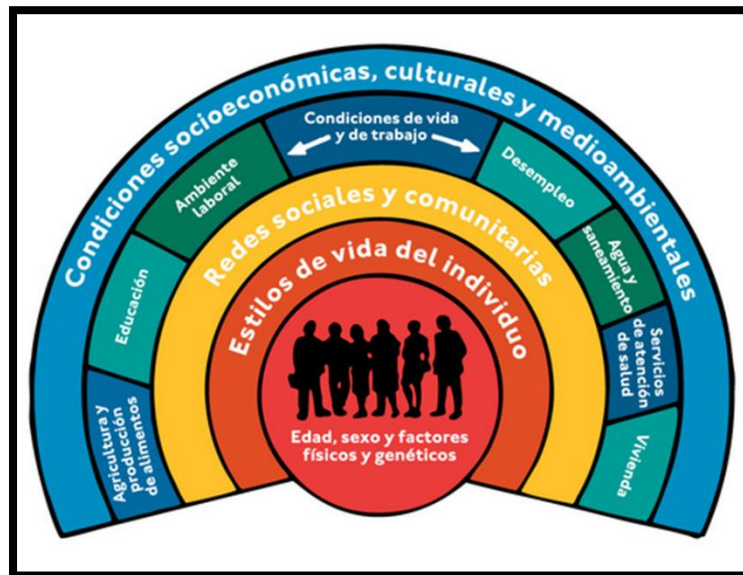 Condiciones socioeconómicas, culturales y medioambientales
Condiciones de vida
y de trabajo
Agricultura y
producción
de alimentos
Educación
Ambiente
laboral
Desempleo
Agua y
saneamiento
Servicios
de atención
de salud
Vivienda
Redes sociales y comunitarias
Estilos de vida del individuo
Edad, sexo y factores
físicos y genéticos